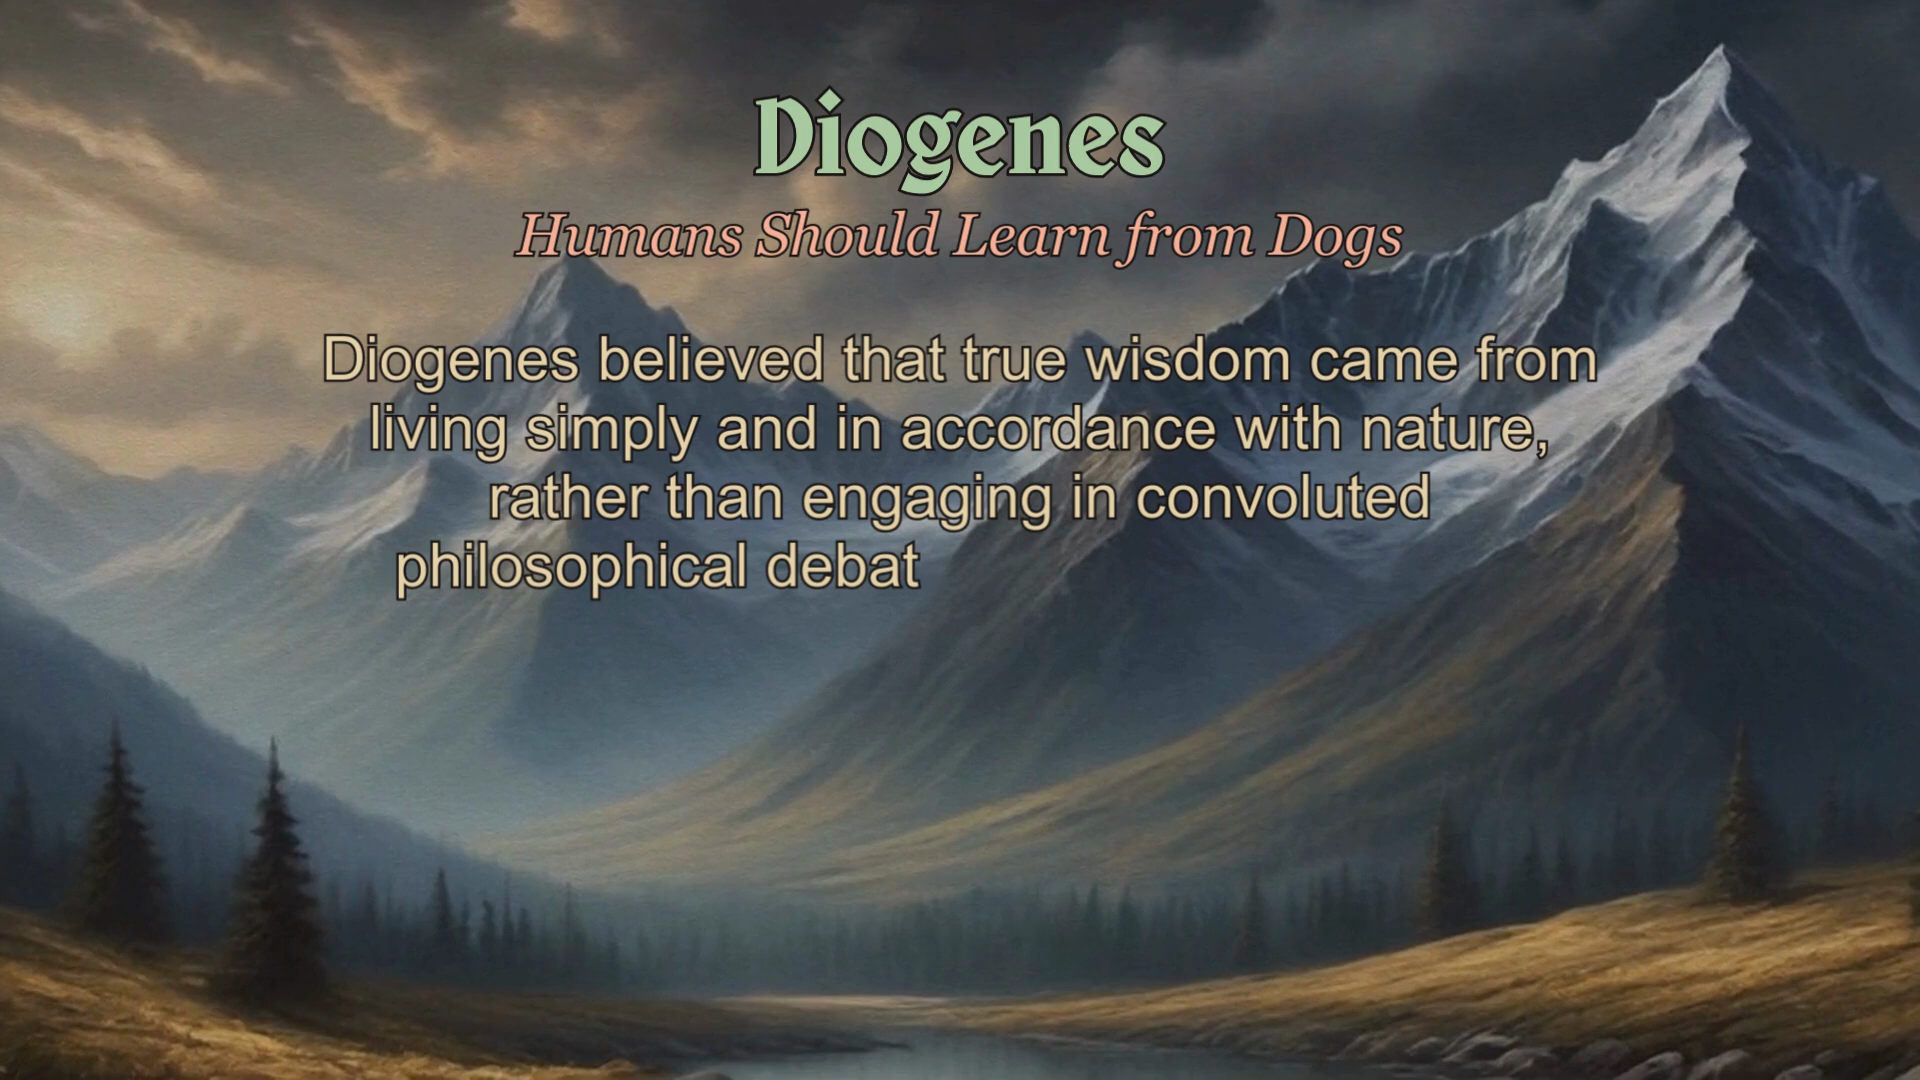 Diogenes
Humans Should Learn from Dogs
Diogenes believed that true wisdom came from
living simply and in accordance with nature,
rather than engaging in convoluted
philosophical debat